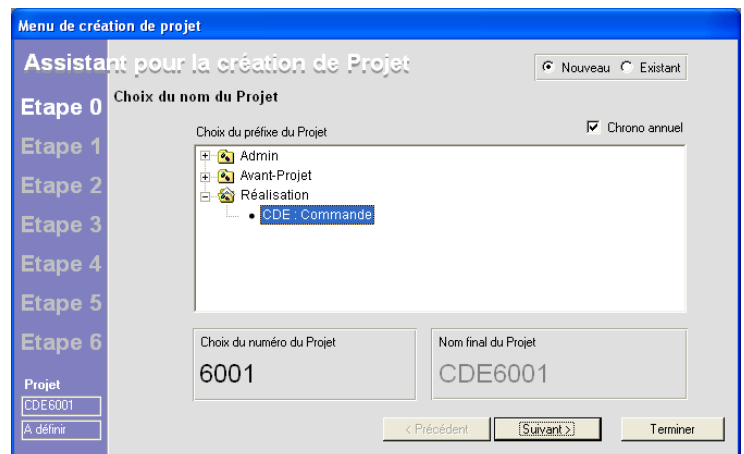 Menu de création de projet
Assistant pour la création de Projet
Nouveau
Existant
Etape 0
Choix du nom du Projet
Chrono annuel
Choix du préfixe du Projet
Etape 1
Admin
Avant-Projet
Etape 2
Réalisation
CDE : Commande
Etape 3
Etape 4
Etape 5
Etape 6
Choix du numéro du Projet
Nom final du Projet
6001
CDE6001
Projet
CDE6001
A définir
< Précédent
Suivant >
Terminer